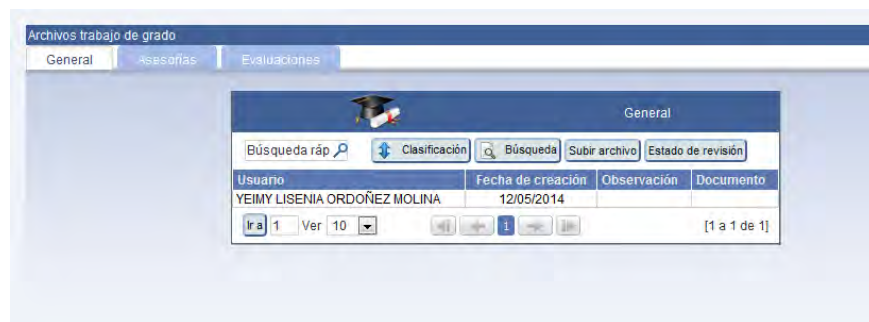 Archivos trabajo de grado
General Asesorías Evaluaciones
General
Búsqueda ráp Clasificación Búsqueda Subir archivo Estado de revisión
Usuario Fecha de creación Observación Documento
YEIMY LISENIA ORDOÑEZ MOLINA 12/05/2014
Ir a 1 Ver 10 1 [1 a 1 de 1]